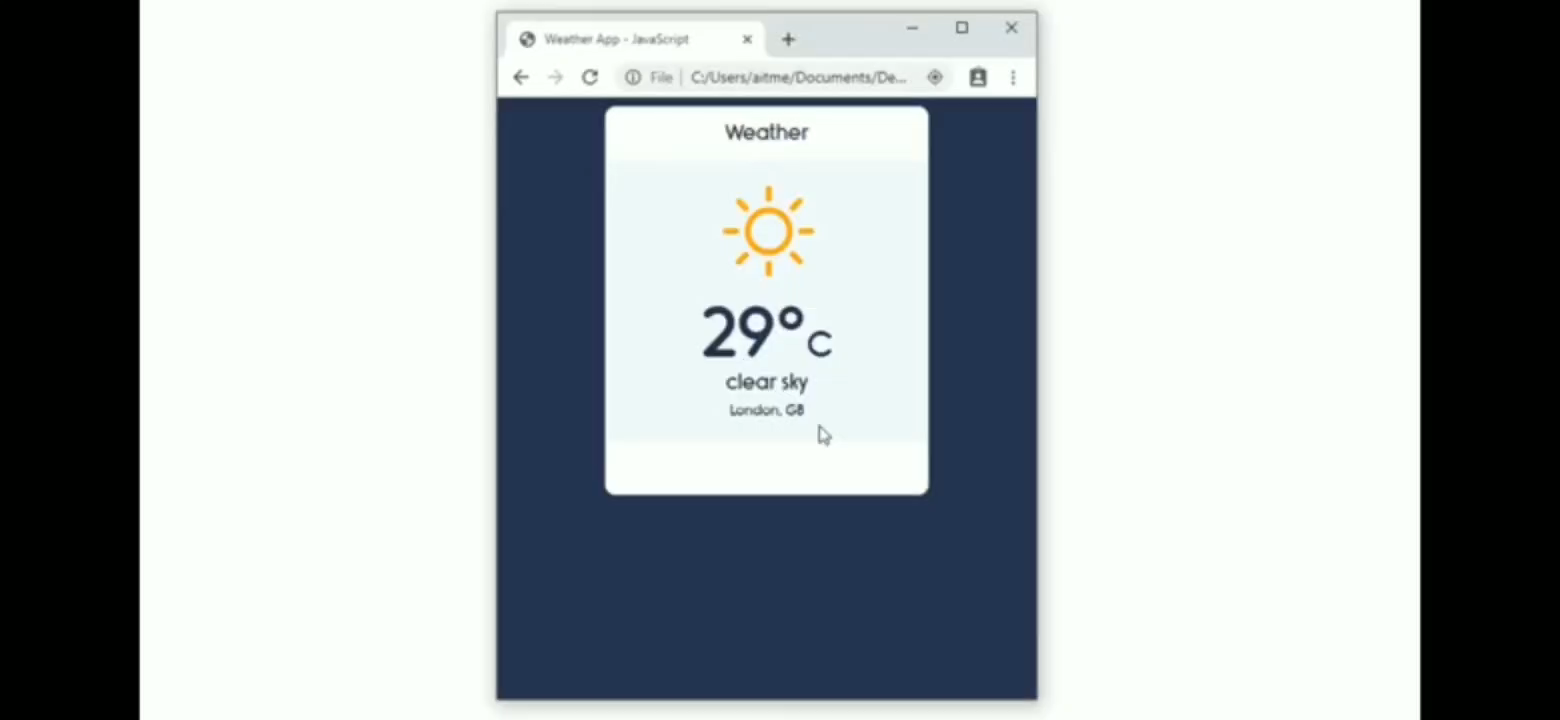 Weather App - JavaScript
File | C:/Users/aitme/Documents/De...
Weather
29°C
clear sky
London, GB